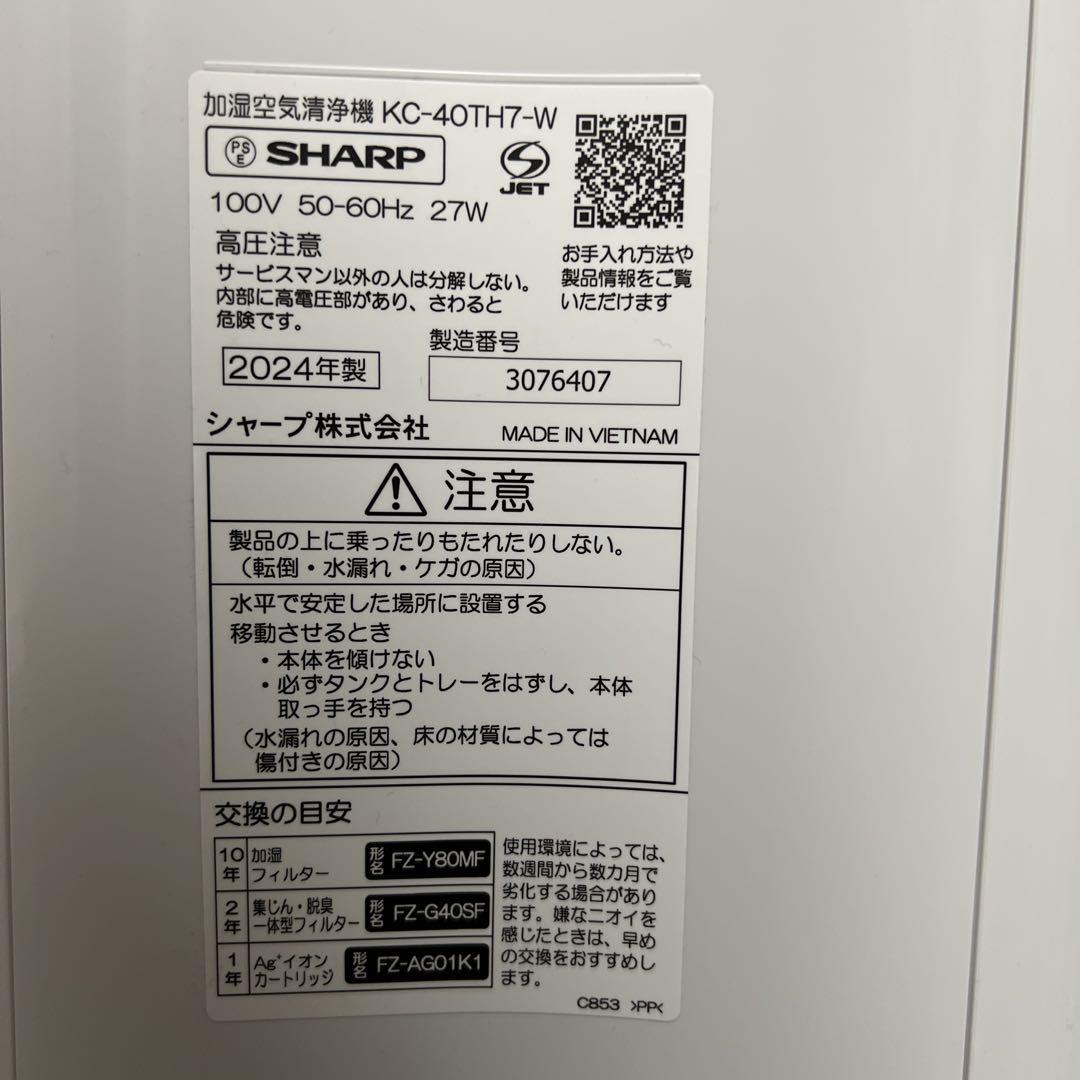 加湿空気清浄機 KC-40TH7-W
PSE SHARP
JET
100V 50-60Hz 27W
高圧注意
サービスマン以外の人は分解しない。
内部に高電圧部があり、さわると
危険です。
お手入れ方法や
製品情報をご覧
いただけます
2024年製
製造番号
3076407
シャープ株式会社
MADE IN VIETNAM
注意
製品の上に乗ったりもたれたりしない。
（転倒・水漏れ・ケガの原因）
水平で安定した場所に設置する
移動させるとき
・本体を傾けない
・必ずタンクとトレーをはずし、本体
取っ手を持つ
（水漏れの原因、床の材質によっては
傷付きの原因）
交換の目安
10年 加湿フィルター 形名 FZ-Y80MF
2年 集じん・脱臭一体型フィルター 形名 FZ-G40SF
1年 Ag⁺イオンカートリッジ 形名 FZ-AG01K1
使用環境によっては、
数週間から数カ月で
劣化する場合があり
ます。嫌なニオイを
感じたときは、早め
の交換をおすすめし
ます。
C853 >PP<